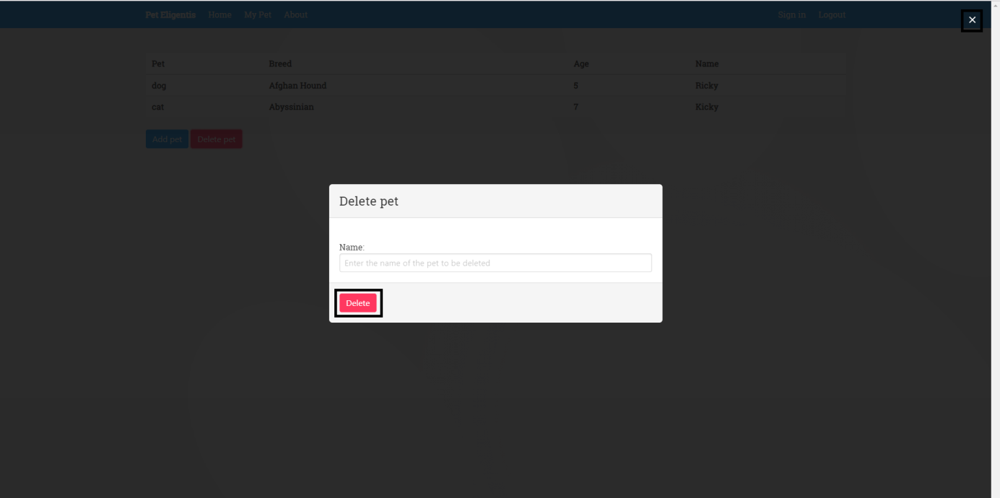 Pet Eligentis Home My Pet About Sign in Logout
Pet Breed Age Name
dog Afghan Hound 5 Ricky
cat Abyssinian 7 Kicky
Add pet Delete pet
Delete pet
Name:
Enter the name of the pet to be deleted
Delete